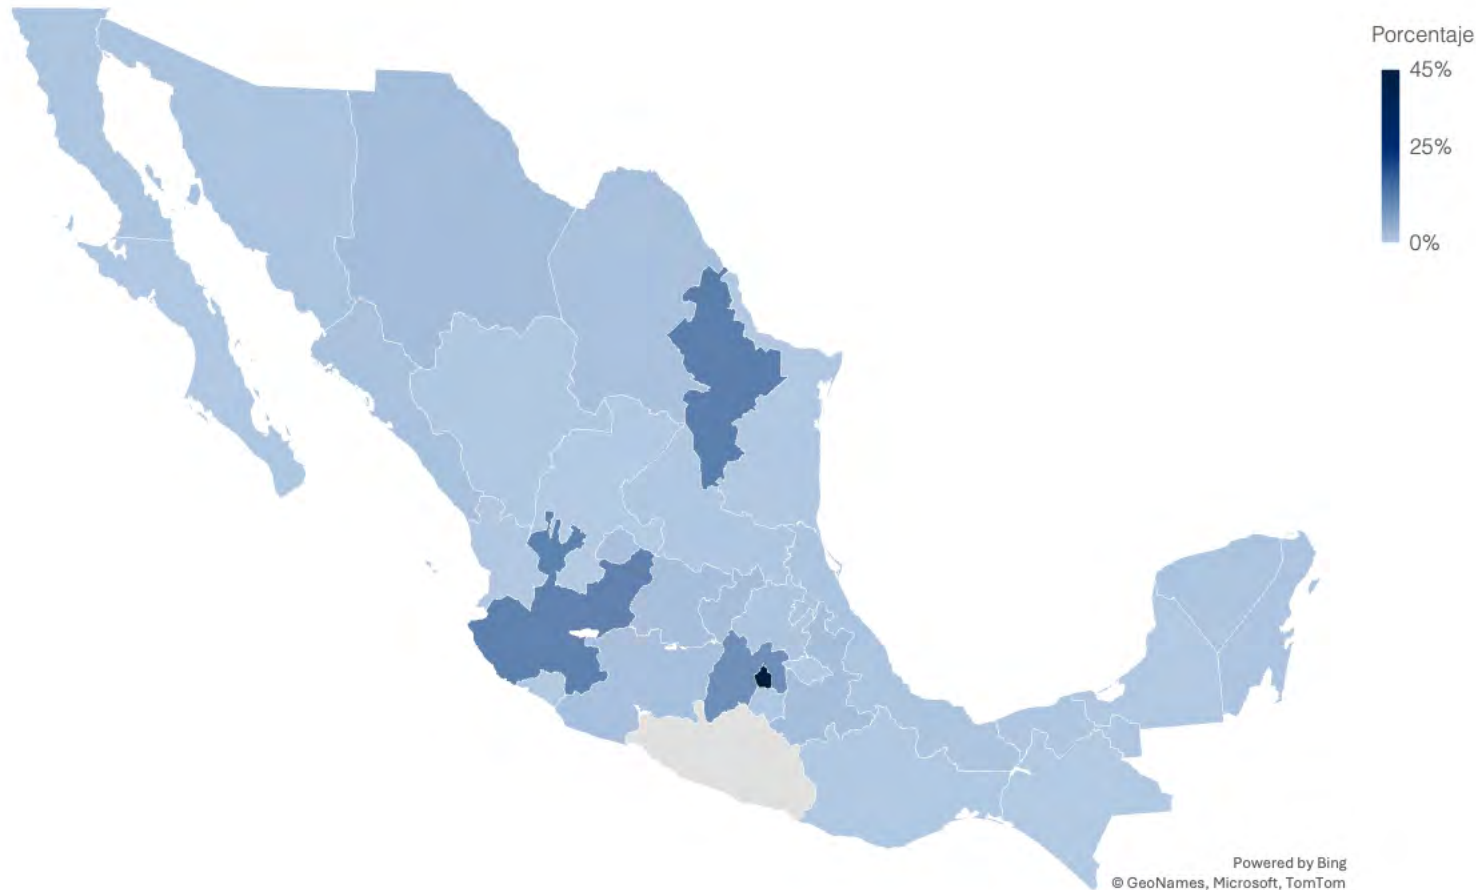 Porcentaje
45%
25%
0%
Powered by Bing
© GeoNames, Microsoft, TomTom